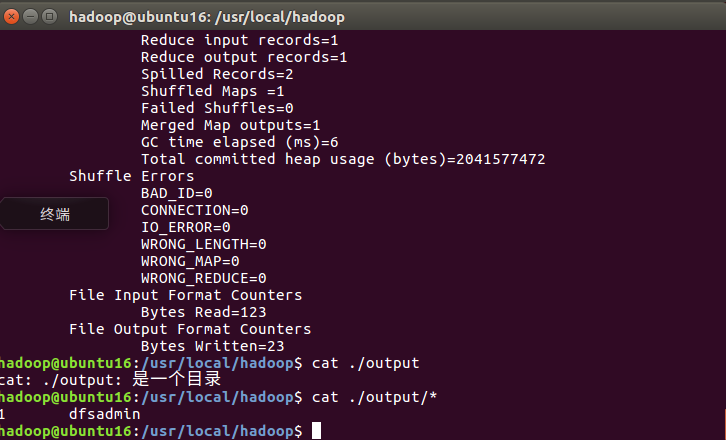 hadoop@ubuntu16: /usr/local/hadoop
Reduce input records=1
Reduce output records=1
Spilled Records=2
Shuffled Maps =1
Failed Shuffles=0
Merged Map outputs=1
GC time elapsed (ms)=6
Total committed heap usage (bytes)=2041577472
Shuffle Errors
BAD_ID=0
CONNECTION=0
终端
IO_ERROR=0
WRONG_LENGTH=0
WRONG_MAP=0
WRONG_REDUCE=0
File Input Format Counters
Bytes Read=123
File Output Format Counters
Bytes Written=23
hadoop@ubuntu16:/usr/local/hadoop$ cat ./output
cat: ./output: 是一个目录
hadoop@ubuntu16:/usr/local/hadoop$ cat ./output/*
1 dfsadmin
hadoop@ubuntu16:/usr/local/hadoop$